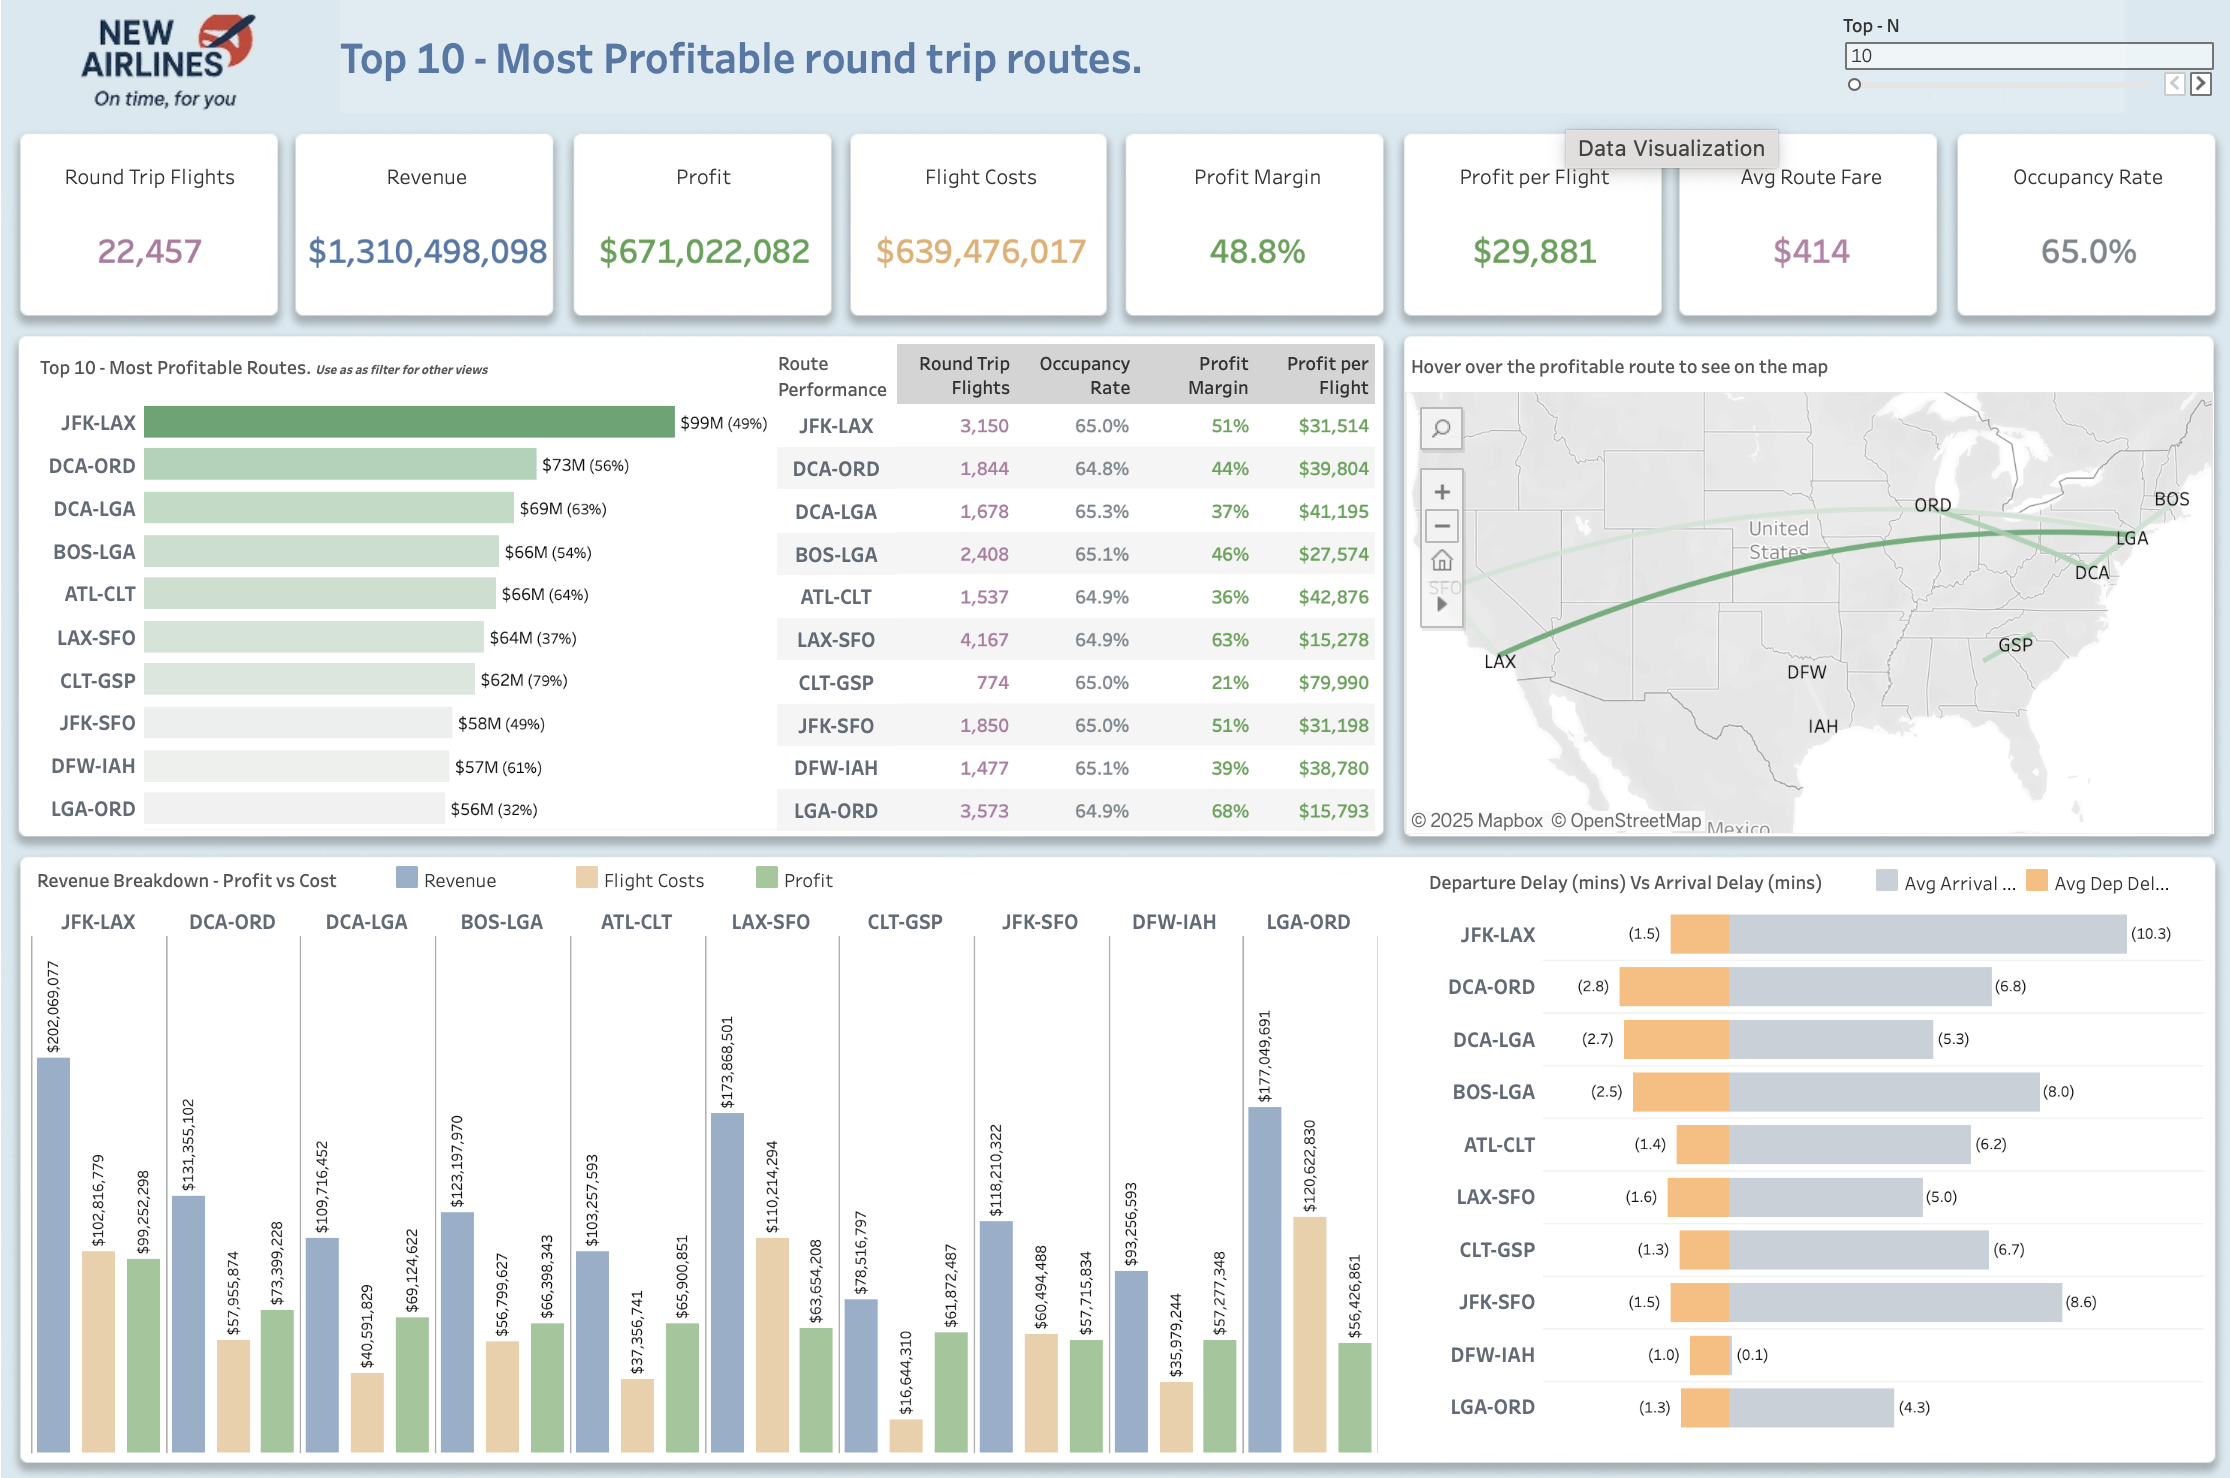 NEW
AIRLINES
On time, for you
Top 10 - Most Profitable round trip routes.
Top - N
10
Data Visualization
Round Trip Flights
22,457
Revenue
$1,310,498,098
Profit
$671,022,082
Flight Costs
$639,476,017
Profit Margin
48.8%
Profit per Flight
$29,881
Avg Route Fare
$414
Occupancy Rate
65.0%
Top 10 - Most Profitable Routes. Use as as filter for other views
JFK-LAX $99M (49%)
DCA-ORD $73M (56%)
DCA-LGA $69M (63%)
BOS-LGA $66M (54%)
ATL-CLT $66M (64%)
LAX-SFO $64M (37%)
CLT-GSP $62M (79%)
JFK-SFO $58M (49%)
DFW-IAH $57M (61%)
LGA-ORD $56M (32%)
Route Round Trip Occupancy Profit Profit per
Performance Flights Rate Margin Flight
JFK-LAX 3,150 65.0% 51% $31,514
DCA-ORD 1,844 64.8% 44% $39,804
DCA-LGA 1,678 65.3% 37% $41,195
BOS-LGA 2,408 65.1% 46% $27,574
ATL-CLT 1,537 64.9% 36% $42,876
LAX-SFO 4,167 64.9% 63% $15,278
CLT-GSP 774 65.0% 21% $79,990
JFK-SFO 1,850 65.0% 51% $31,198
DFW-IAH 1,477 65.1% 39% $38,780
LGA-ORD 3,573 64.9% 68% $15,793
Hover over the profitable route to see on the map
BOS
ORD
United
States
LGA
DCA
SFO
GSP
LAX
DFW
IAH
© 2025 Mapbox © OpenStreetMap
Mexico
Revenue Breakdown - Profit vs Cost
Revenue
Flight Costs
Profit
JFK-LAX DCA-ORD DCA-LGA BOS-LGA ATL-CLT LAX-SFO CLT-GSP JFK-SFO DFW-IAH LGA-ORD
$202,069,077
$102,816,779
$99,252,298
$131,355,102
$57,955,874
$73,399,228
$109,716,452
$40,591,829
$69,124,622
$123,197,970
$56,799,627
$66,398,343
$103,257,593
$37,356,741
$65,900,851
$173,868,501
$110,214,294
$63,654,208
$78,516,797
$16,644,310
$61,872,487
$118,210,322
$60,494,488
$57,715,834
$93,256,593
$35,979,244
$57,277,348
$177,049,691
$120,622,830
$56,426,861
Departure Delay (mins) Vs Arrival Delay (mins)
Avg Arrival ...
Avg Dep Del...
JFK-LAX (1.5) (10.3)
DCA-ORD (2.8) (6.8)
DCA-LGA (2.7) (5.3)
BOS-LGA (2.5) (8.0)
ATL-CLT (1.4) (6.2)
LAX-SFO (1.6) (5.0)
CLT-GSP (1.3) (6.7)
JFK-SFO (1.5) (8.6)
DFW-IAH (1.0) (0.1)
LGA-ORD (1.3) (4.3)